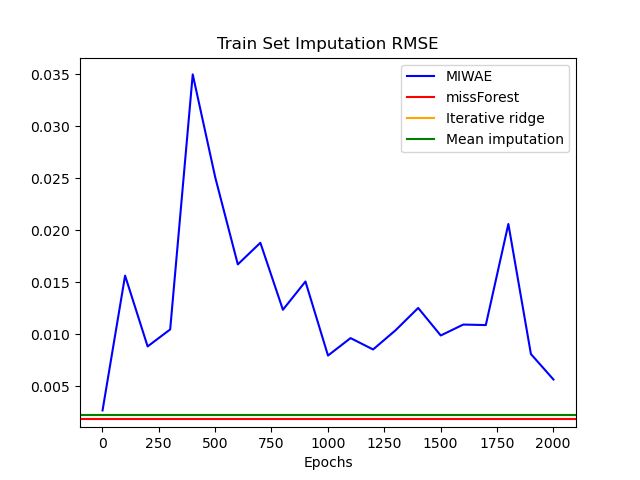 Train Set Imputation RMSE
MIWAE
missForest
Iterative ridge
Mean imputation
0.035
0.030
0.025
0.020
0.015
0.010
0.005
0 250 500 750 1000 1250 1500 1750 2000
Epochs